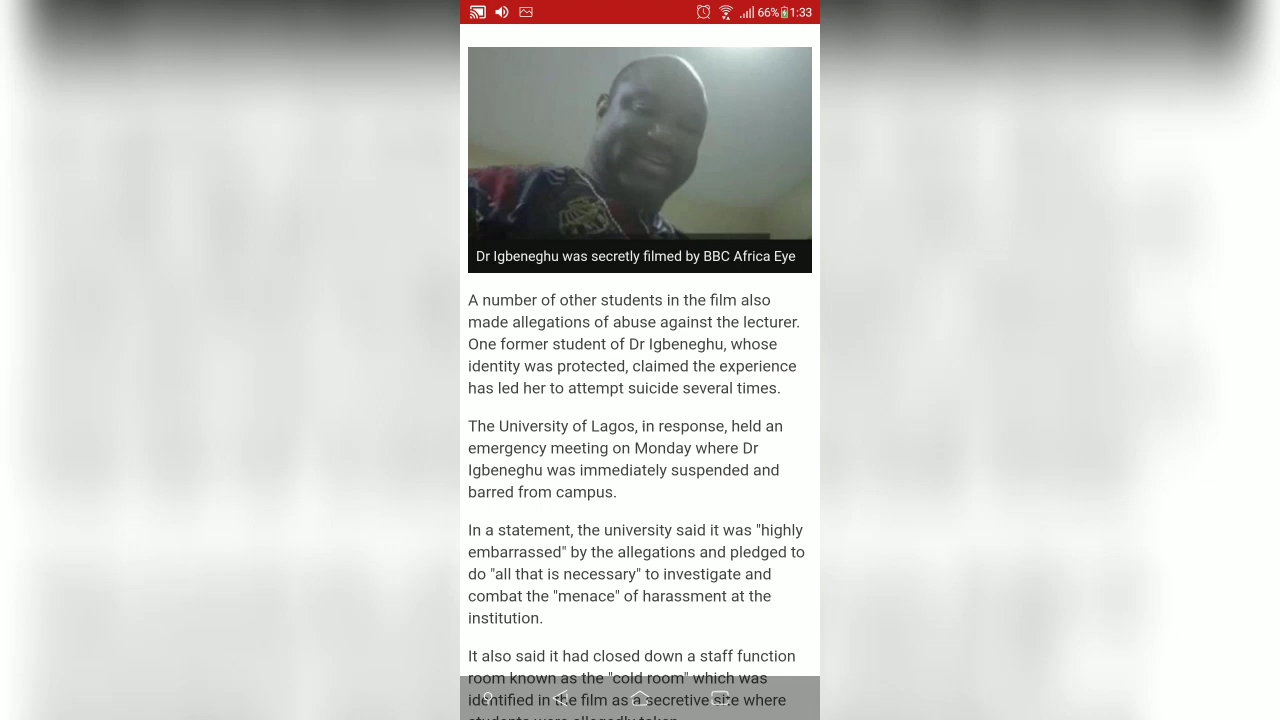 66% 1:33
Dr Igbeneghu was secretly filmed by BBC Africa Eye
A number of other students in the film also
made allegations of abuse against the lecturer.
One former student of Dr Igbeneghu, whose
identity was protected, claimed the experience
has led her to attempt suicide several times.
The University of Lagos, in response, held an
emergency meeting on Monday where Dr
Igbeneghu was immediately suspended and
barred from campus.
In a statement, the university said it was "highly
embarrassed" by the allegations and pledged to
do "all that is necessary" to investigate and
combat the "menace" of harassment at the
institution.
It also said it had closed down a staff function
room known as the "cold room" which was
identified in the film as a secretive site where
students were allegedly taken